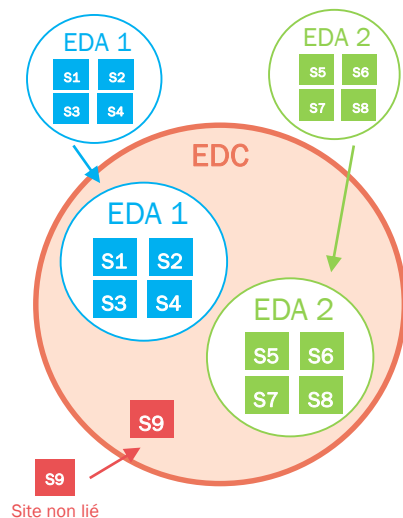 EDA 1
S1 S2
S3 S4
EDA 2
S5 S6
S7 S8
EDC
EDA 1
S1 S2
S3 S4
EDA 2
S5 S6
S7 S8
S9
S9
Site non lié